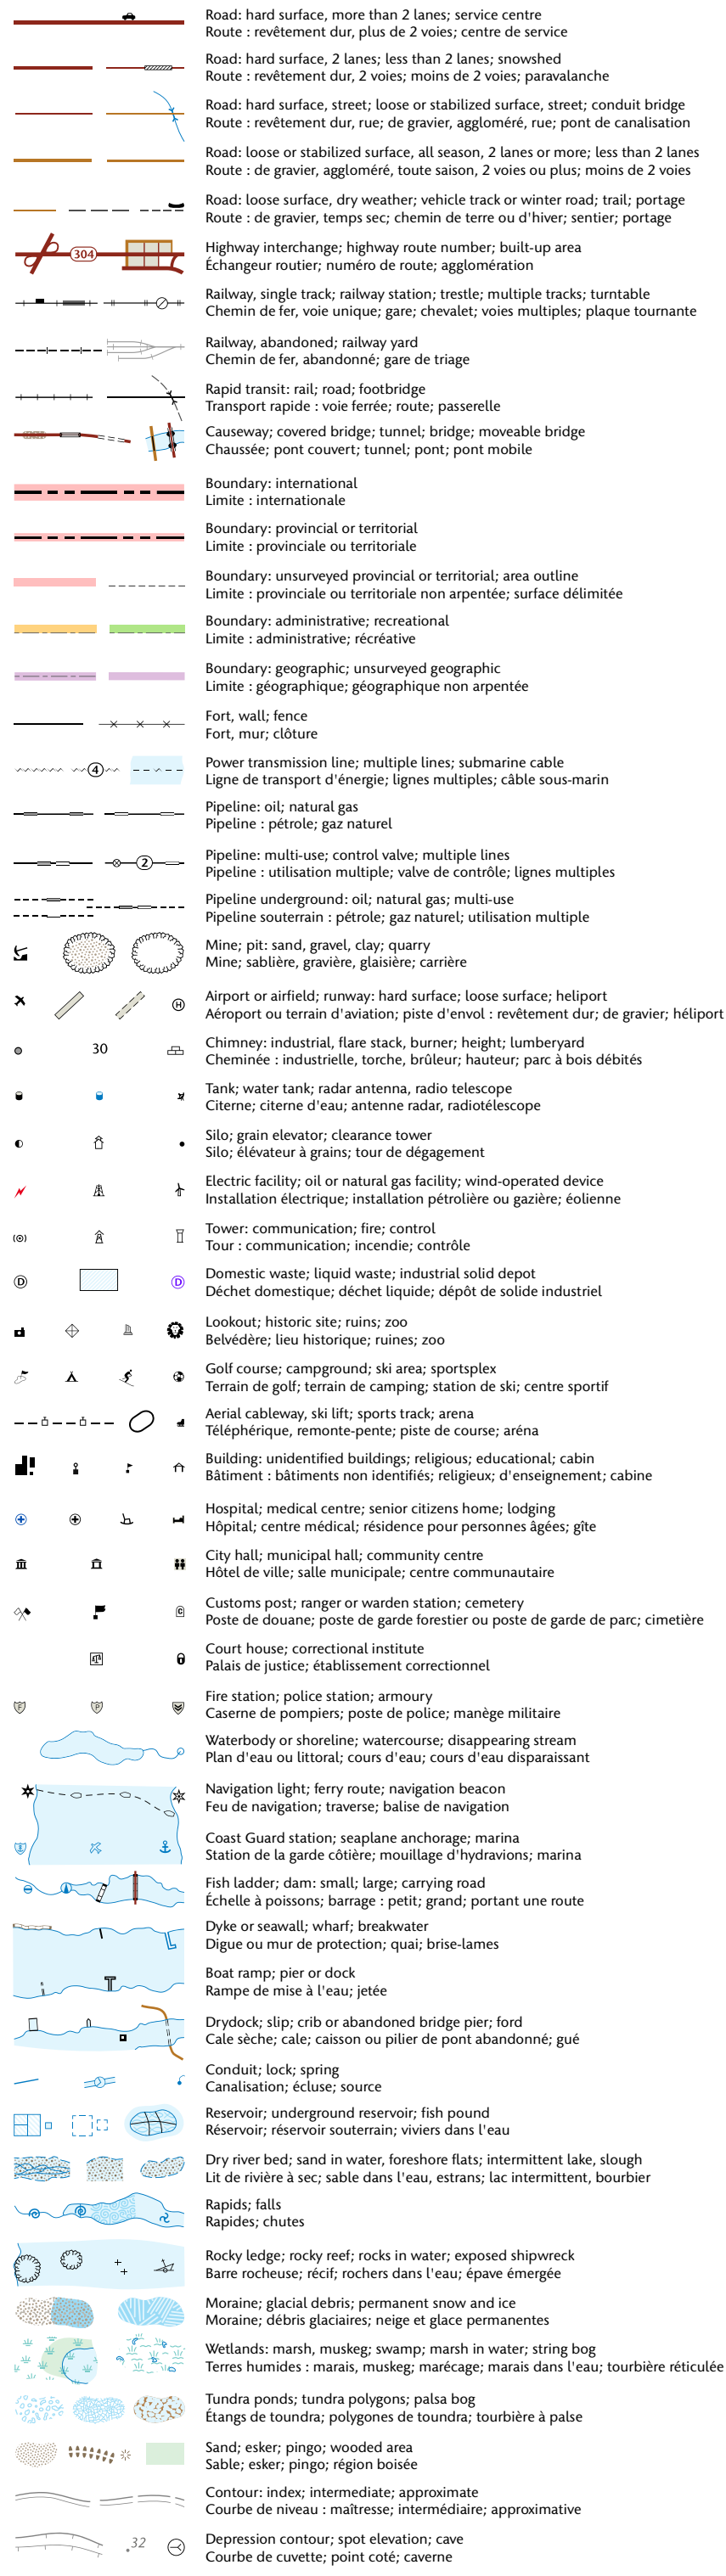 Road: hard surface, more than 2 lanes; service centre
Route : revêtement dur, plus de 2 voies; centre de service
Road: hard surface, 2 lanes; less than 2 lanes; snowshed
Route : revêtement dur, 2 voies; moins de 2 voies; paravalanche
Road: hard surface, street; loose or stabilized surface, street; conduit bridge
Route : revêtement dur, rue; de gravier, aggloméré, rue; pont de canalisation
Road: loose or stabilized surface, all season, 2 lanes or more; less than 2 lanes
Route : de gravier, aggloméré, toute saison, 2 voies ou plus; moins de 2 voies
Road: loose surface, dry weather; vehicle track or winter road; trail; portage
Route : de gravier, temps sec; chemin de terre ou d'hiver; sentier; portage
304
Highway interchange; highway route number; built-up area
Échangeur routier; numéro de route; agglomération
Railway, single track; railway station; trestle; multiple tracks; turntable
Chemin de fer, voie unique; gare; chevalet; voies multiples; plaque tournante
Railway, abandoned; railway yard
Chemin de fer, abandonné; gare de triage
Rapid transit: rail; road; footbridge
Transport rapide : voie ferrée; route; passerelle
Causeway; covered bridge; tunnel; bridge; moveable bridge
Chaussée; pont couvert; tunnel; pont; pont mobile
Boundary: international
Limite : internationale
Boundary: provincial or territorial
Limite : provinciale ou territoriale
Boundary: unsurveyed provincial or territorial; area outline
Limite : provinciale ou territoriale non arpentée; surface délimitée
Boundary: administrative; recreational
Limite : administrative; récréative
Boundary: geographic; unsurveyed geographic
Limite : géographique; géographique non arpentée
Fort, wall; fence
Fort, mur; clôture
4
Power transmission line; multiple lines; submarine cable
Ligne de transport d'énergie; lignes multiples; câble sous-marin
Pipeline: oil; natural gas
Pipeline : pétrole; gaz naturel
2
Pipeline: multi-use; control valve; multiple lines
Pipeline : utilisation multiple; valve de contrôle; lignes multiples
Pipeline underground: oil; natural gas; multi-use
Pipeline souterrain : pétrole; gaz naturel; utilisation multiple
Mine; pit: sand, gravel, clay; quarry
Mine; sablière, gravière, glaisière; carrière
H
Airport or airfield; runway: hard surface; loose surface; heliport
Aéroport ou terrain d'aviation; piste d'envol : revêtement dur; de gravier; héliport
30
Chimney: industrial, flare stack, burner; height; lumberyard
Cheminée : industrielle, torche, brûleur; hauteur; parc à bois débités
Tank; water tank; radar antenna, radio telescope
Citerne; citerne d'eau; antenne radar, radiotélescope
Silo; grain elevator; clearance tower
Silo; élévateur à grains; tour de dégagement
Electric facility; oil or natural gas facility; wind-operated device
Installation électrique; installation pétrolière ou gazière; éolienne
Tower: communication; fire; control
Tour : communication; incendie; contrôle
D D
Domestic waste; liquid waste; industrial solid depot
Déchet domestique; déchet liquide; dépôt de solide industriel
Lookout; historic site; ruins; zoo
Belvédère; lieu historique; ruines; zoo
Golf course; campground; ski area; sportsplex
Terrain de golf; terrain de camping; station de ski; centre sportif
Aerial cableway, ski lift; sports track; arena
Téléphérique, remonte-pente; piste de course; aréna
Building: unidentified buildings; religious; educational; cabin
Bâtiment : bâtiments non identifiés; religieux; d'enseignement; cabine
Hospital; medical centre; senior citizens home; lodging
Hôpital; centre médical; résidence pour personnes âgées; gîte
City hall; municipal hall; community centre
Hôtel de ville; salle municipale; centre communautaire
C
Customs post; ranger or warden station; cemetery
Poste de douane; poste de garde forestier ou poste de garde de parc; cimetière
Court house; correctional institute
Palais de justice; établissement correctionnel
F P
Fire station; police station; armoury
Caserne de pompiers; poste de police; manège militaire
Waterbody or shoreline; watercourse; disappearing stream
Plan d'eau ou littoral; cours d'eau; cours d'eau disparaissant
Navigation light; ferry route; navigation beacon
Feu de navigation; traverse; balise de navigation
Coast Guard station; seaplane anchorage; marina
Station de la garde côtière; mouillage d'hydravions; marina
Fish ladder; dam: small; large; carrying road
Échelle à poissons; barrage : petit; grand; portant une route
Dyke or seawall; wharf; breakwater
Digue ou mur de protection; quai; brise-lames
Boat ramp; pier or dock
Rampe de mise à l'eau; jetée
Drydock; slip; crib or abandoned bridge pier; ford
Cale sèche; cale; caisson ou pilier de pont abandonné; gué
Conduit; lock; spring
Canalisation; écluse; source
Reservoir; underground reservoir; fish pound
Réservoir; réservoir souterrain; viviers dans l'eau
Dry river bed; sand in water, foreshore flats; intermittent lake, slough
Lit de rivière à sec; sable dans l'eau, estrans; lac intermittent, bourbier
Rapids; falls
Rapides; chutes
Rocky ledge; rocky reef; rocks in water; exposed shipwreck
Barre rocheuse; récif; rochers dans l'eau; épave émergée
Moraine; glacial debris; permanent snow and ice
Moraine; débris glaciaires; neige et glace permanentes
Wetlands: marsh, muskeg; swamp; marsh in water; string bog
Terres humides : marais, muskeg; marécage; marais dans l'eau; tourbière réticulée
Tundra ponds; tundra polygons; palsa bog
Étangs de toundra; polygones de toundra; tourbière à palse
Sand; esker; pingo; wooded area
Sable; esker; pingo; région boisée
Contour: index; intermediate; approximate
Courbe de niveau : maîtresse; intermédiaire; approximative
.32
Depression contour; spot elevation; cave
Courbe de cuvette; point coté; caverne